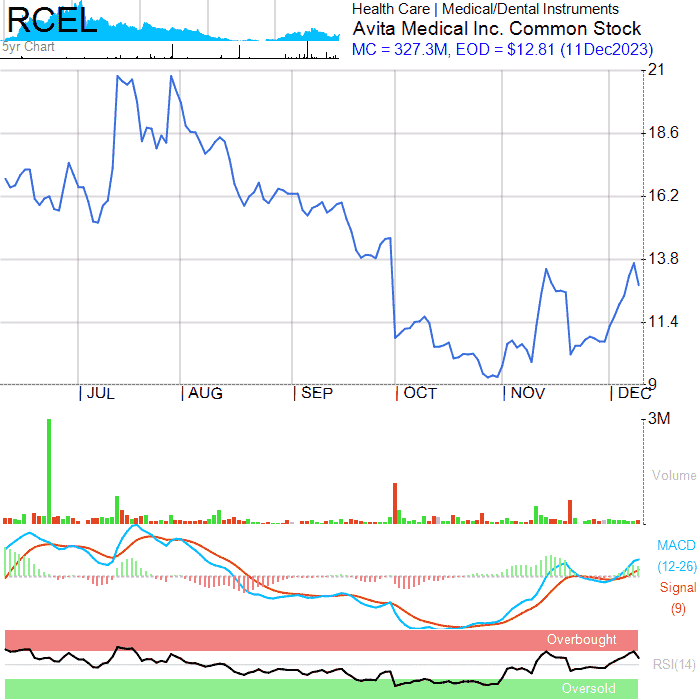 RCEL
5yr Chart
Health Care | Medical/Dental Instruments
Avita Medical Inc. Common Stock
MC = 327.3M, EOD = $12.81 (11Dec2023)
21
18.6
16.2
13.8
11.4
9
JUL AUG SEP OCT NOV DEC
3M
Volume
MACD
(12-26)
Signal
(9)
Overbought
RSI(14)
Oversold